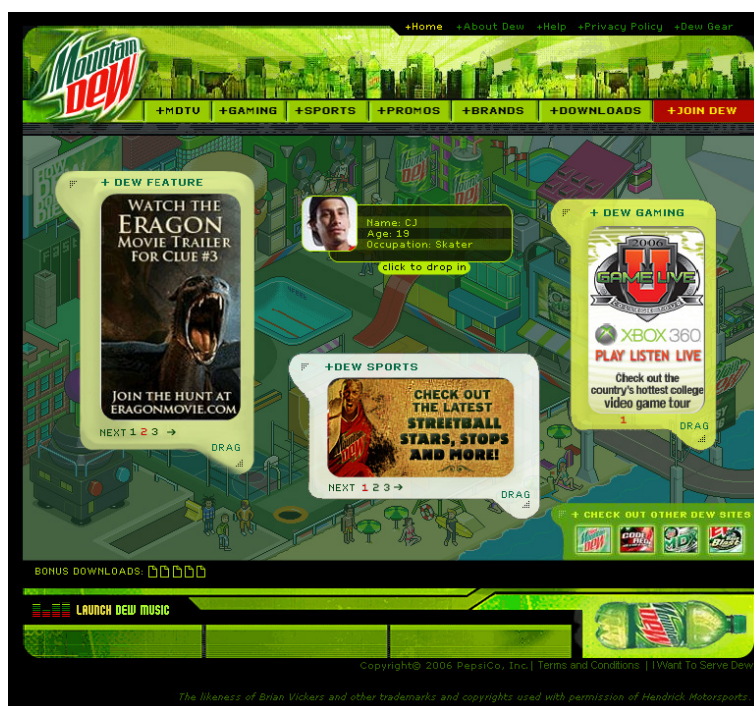 +Home +About Dew +Help +Privacy Policy +Dew Gear
Mountain
Dew
+MDTV +GAMING +SPORTS +PROMOS +BRANDS +DOWNLOADS +JOIN DEW
+ DEW FEATURE
WATCH THE
ERAGON
MOVIE TRAILER
FOR CLUE #3
JOIN THE HUNT AT
ERAGONMOVIE.COM
NEXT 1 2 3 →
DRAG
Name: CJ
Age: 19
Occupation: Skater
click to drop in
+DEW SPORTS
CHECK OUT
THE LATEST
STREETBALL
STARS, STOPS
AND MORE!
NEXT 1 2 3 →
DRAG
+ DEW GAMING
2006
U
GAME LIVE
XBOX 360
PLAY LISTEN LIVE
Check out the
country's hottest college
video game tour
1
DRAG
+ CHECK OUT OTHER DEW SITES
CODE
RED
MDX
BONUS DOWNLOADS:
LAUNCH DEW MUSIC
Mountain
Dew
Copyright© 2006 PepsiCo, Inc. | Terms and Conditions | I Want To Serve Dew
The likeness of Brian Vickers and other trademarks and copyrights used with permission of Hendrick Motorsports.